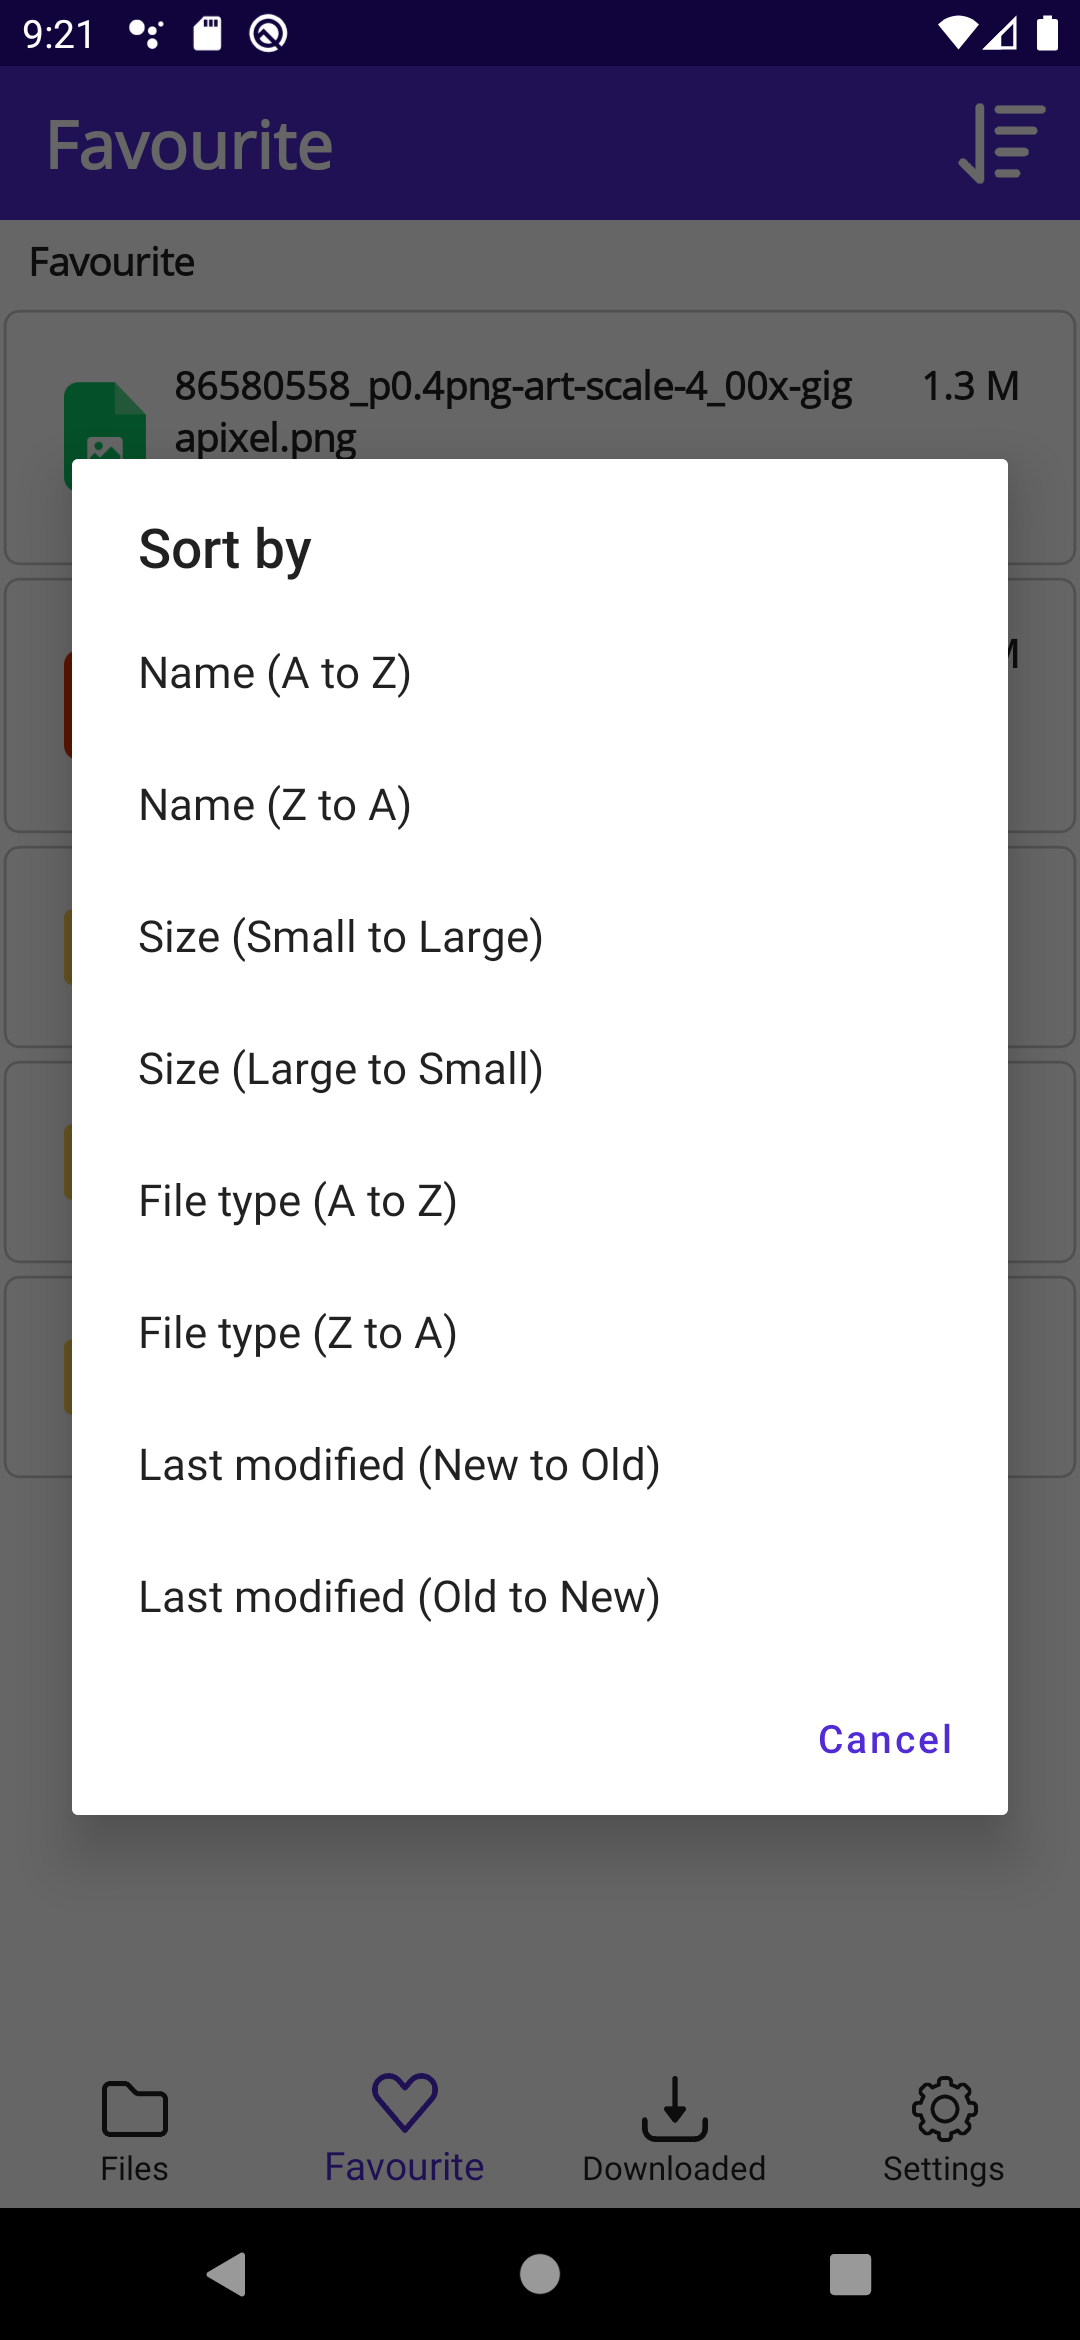 9:21
Favourite
Favourite
86580558_p0.4png-art-scale-4_00x-gig
apixel.png
1.3 M
Sort by
Name (A to Z)
Name (Z to A)
Size (Small to Large)
Size (Large to Small)
File type (A to Z)
File type (Z to A)
Last modified (New to Old)
Last modified (Old to New)
Cancel
Files
Favourite
Downloaded
Settings